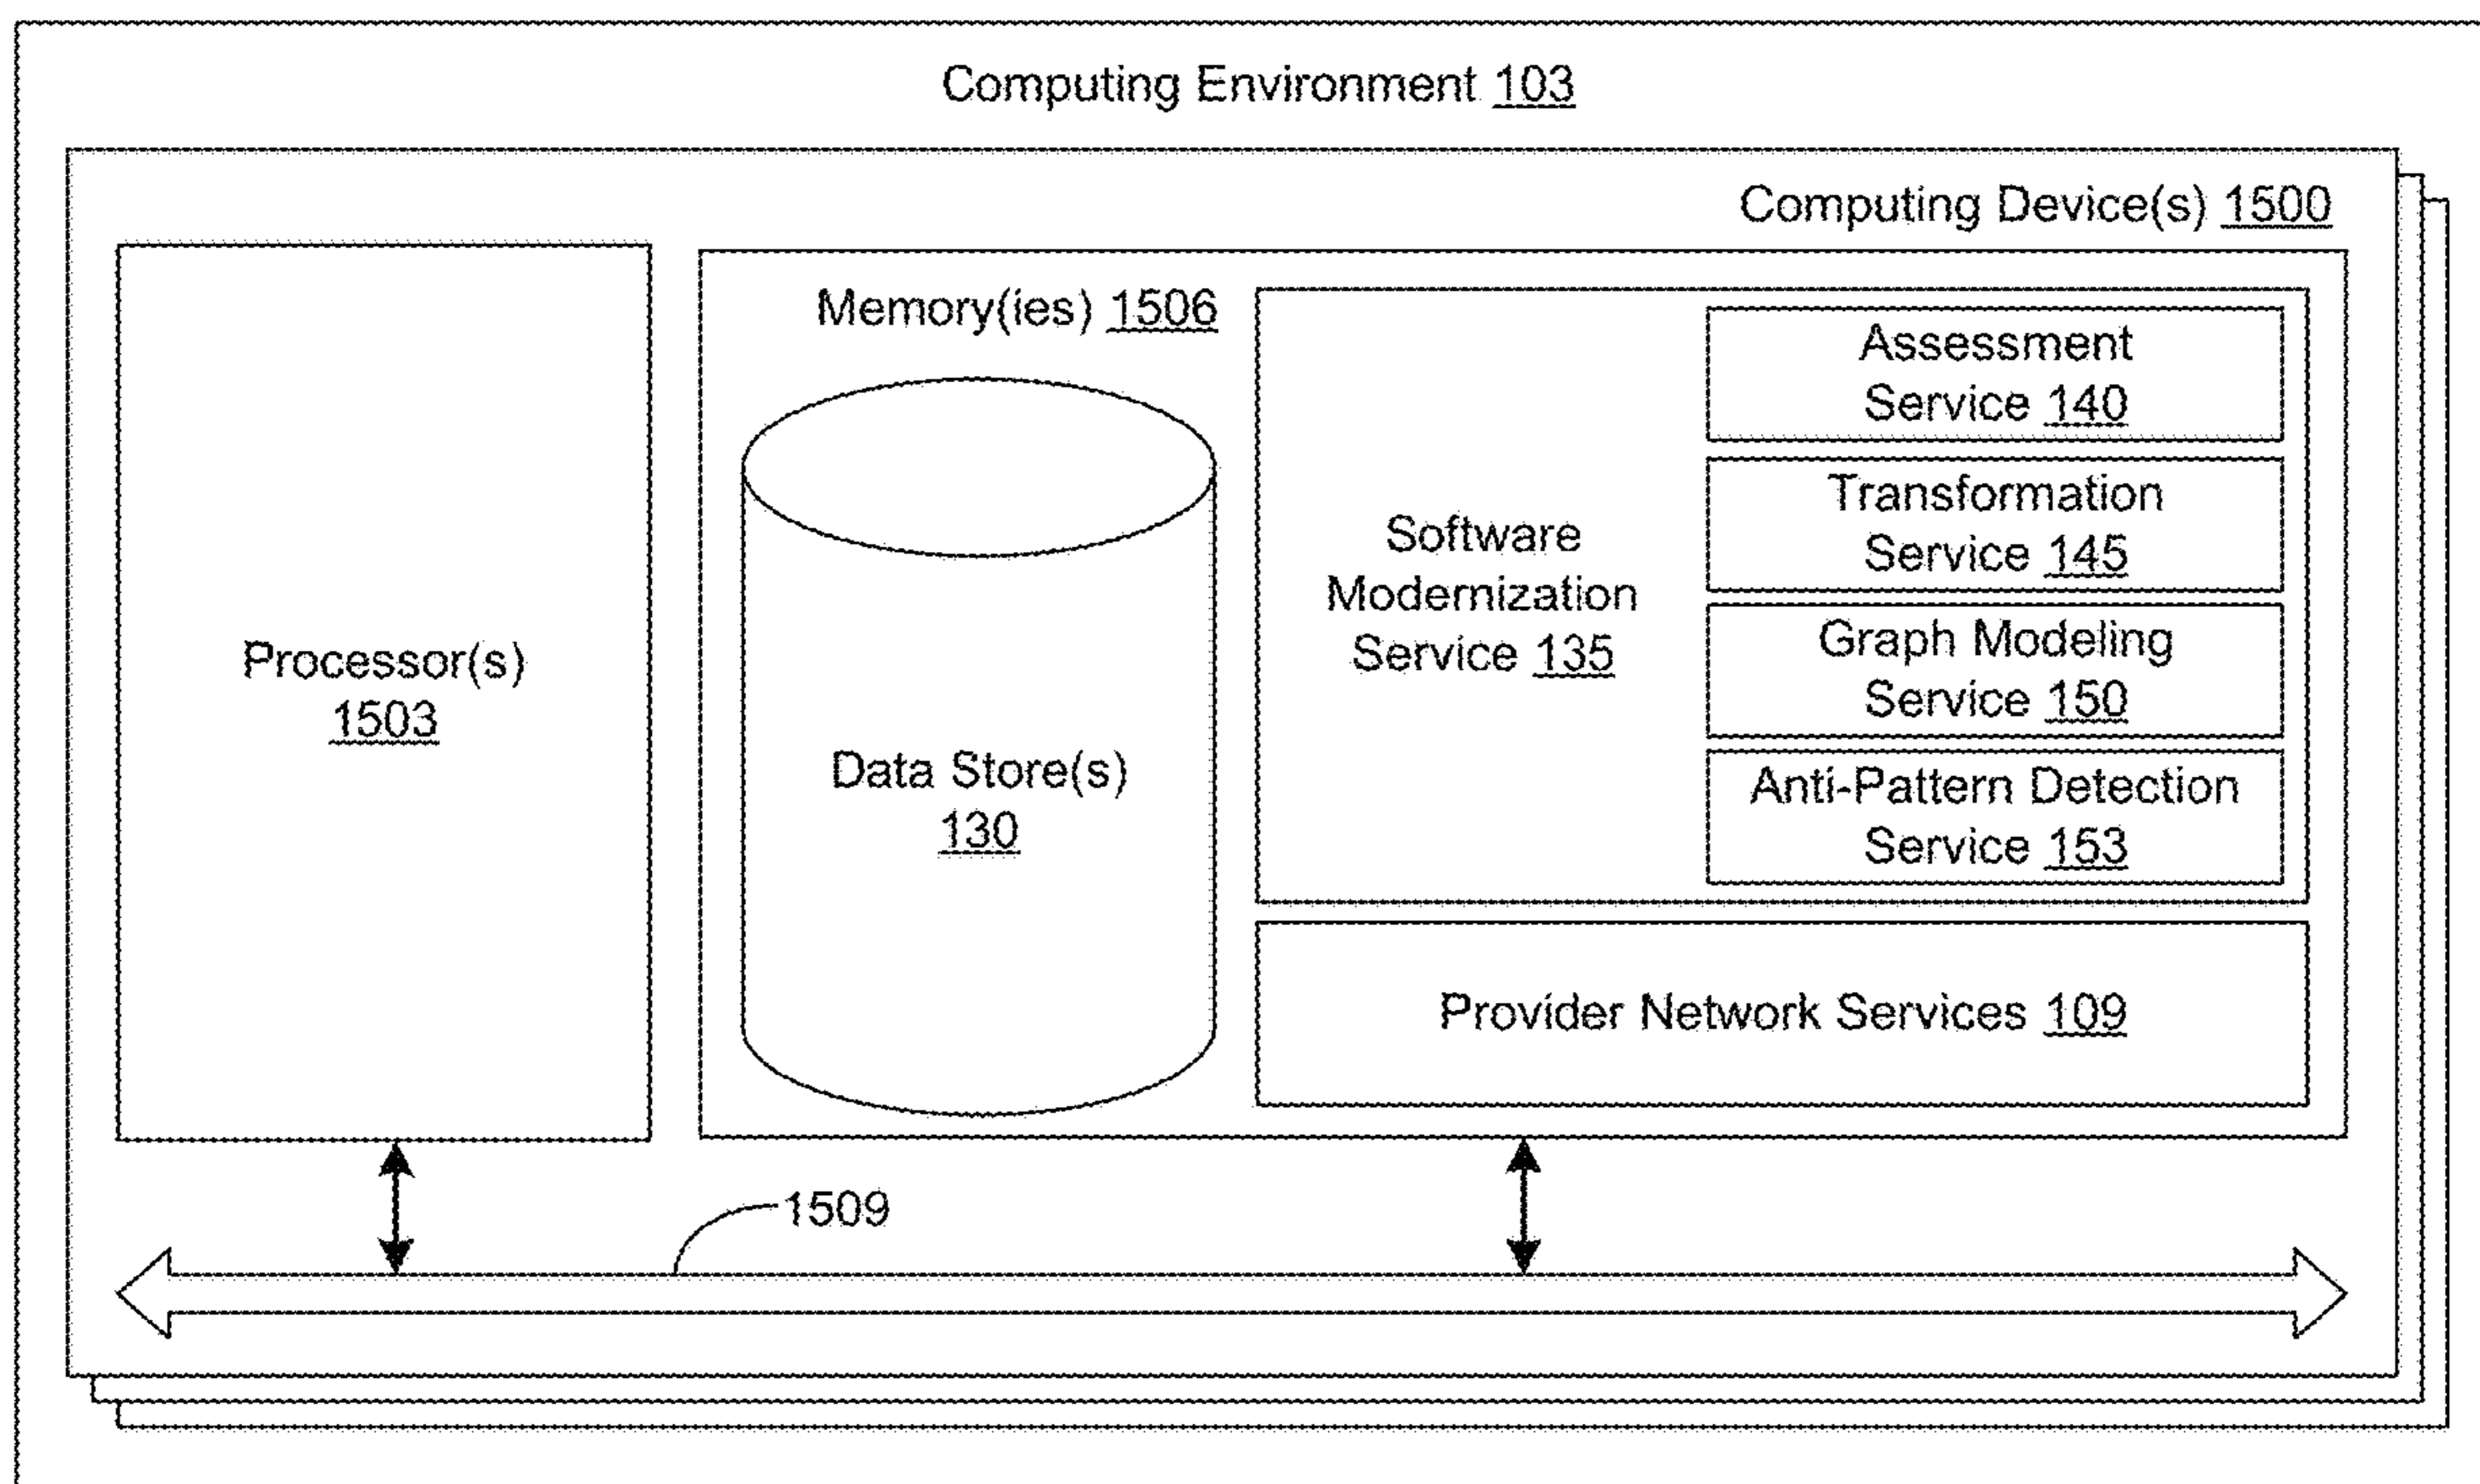 Computing Environment 103
Computing Device(s) 1500
Processor(s)
1503
Memory(ies) 1506
Data Store(s)
130
Software
Modernization
Service 135
Assessment
Service 140
Transformation
Service 145
Graph Modeling
Service 150
Anti-Pattern Detection
Service 153
Provider Network Services 109
1509